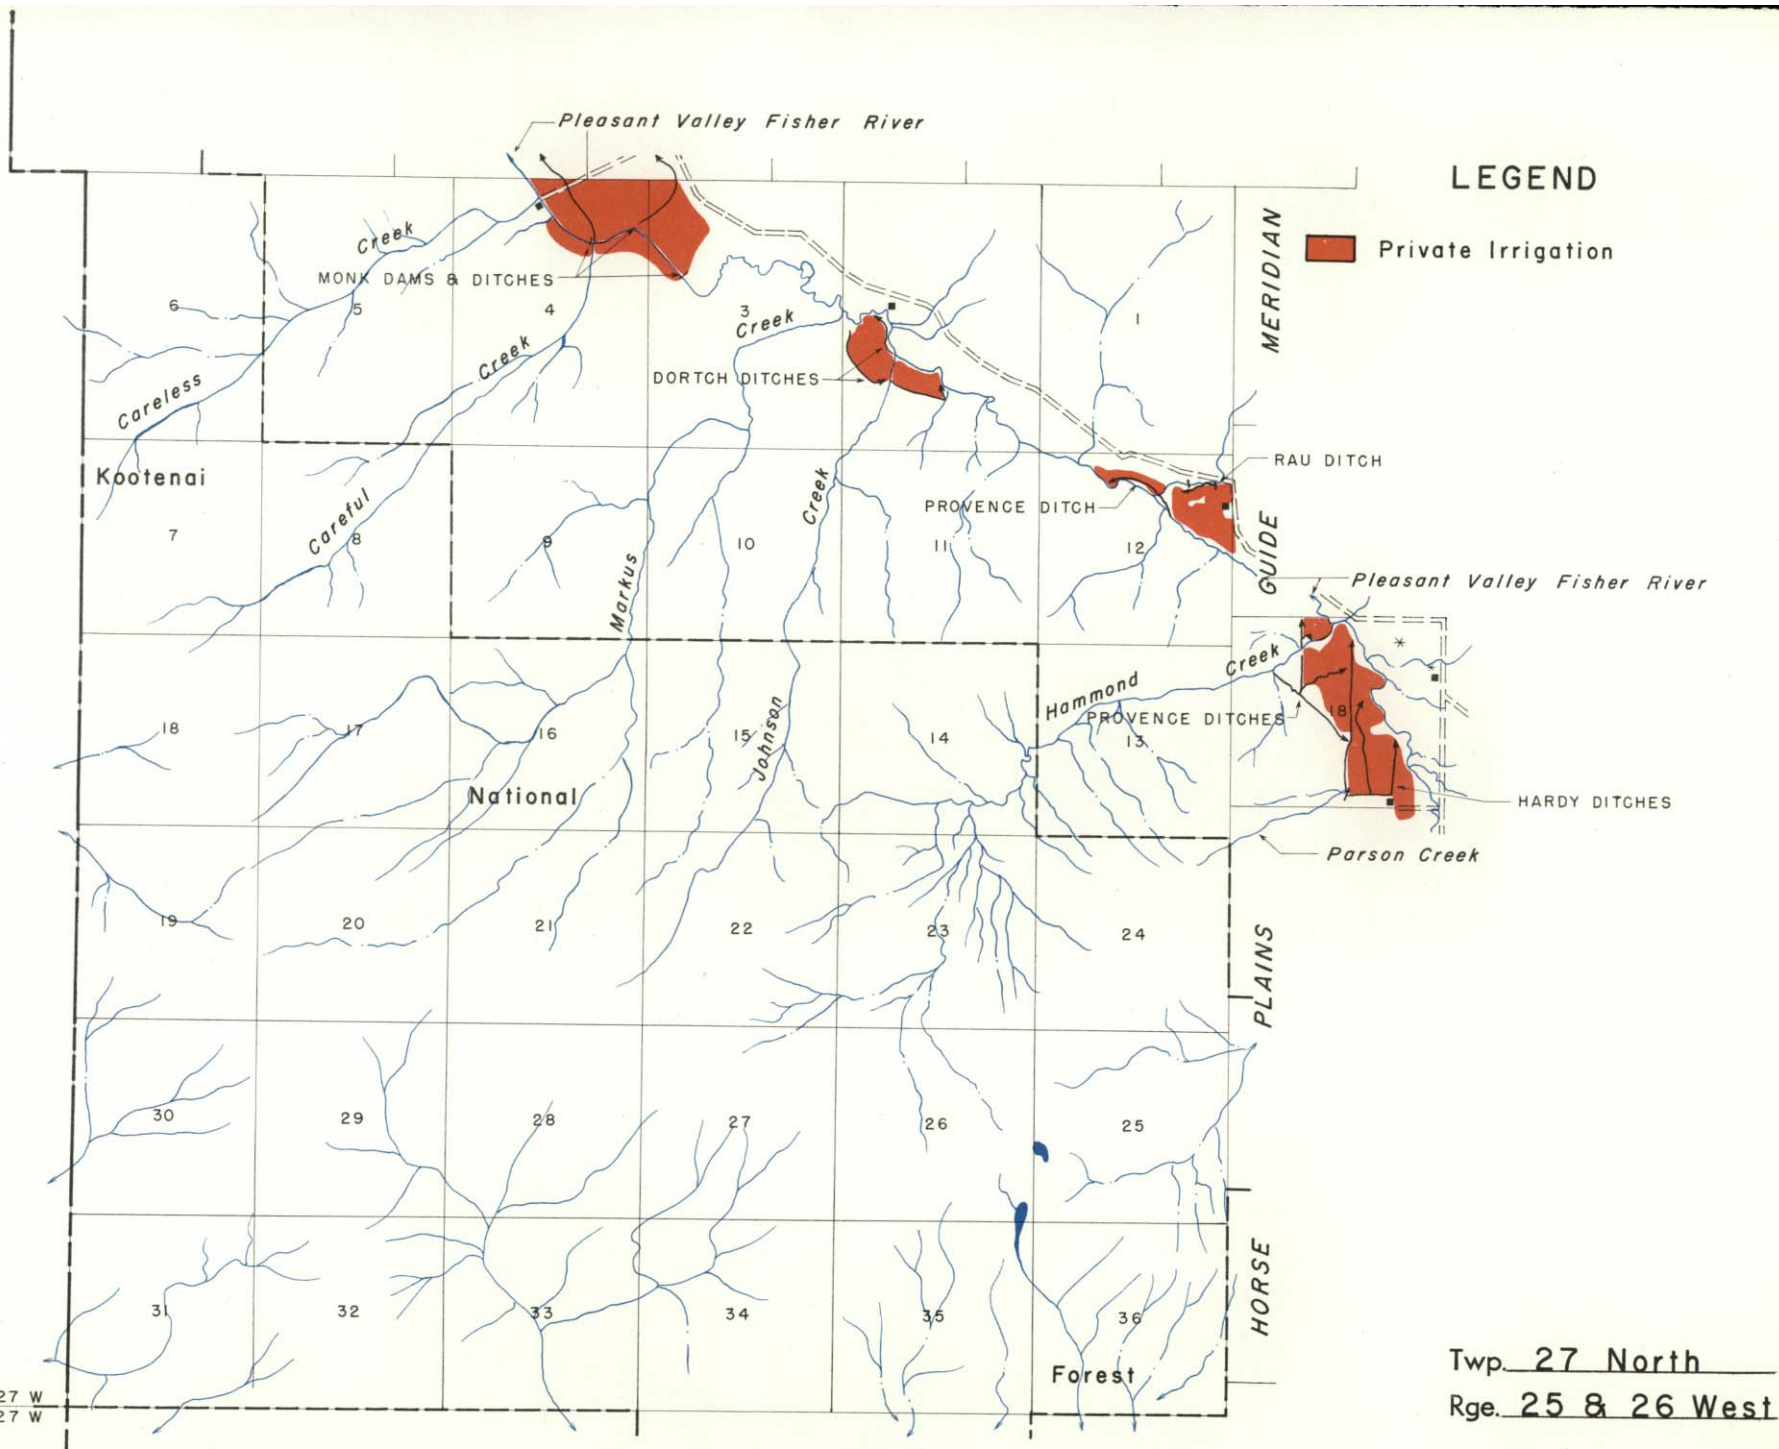 Pleasant Valley Fisher River
LEGEND
Private Irrigation
MERIDIAN
Creek
MONK DAMS & DITCHES
6
5
4
3
Creek
1
Creek
DORTCH DITCHES
Careless
RAU DITCH
Kootenai
PROVENCE DITCH
Creek
Careful
7
8
9
10
11
12
GUIDE
Markus
Pleasant Valley Fisher River
Creek
Hammond
PROVENCE DITCHES
18
18
17
16
15
Johnson
14
13
National
HARDY DITCHES
Parson Creek
19
20
21
22
23
24
PLAINS
30
29
28
27
26
25
31
32
33
34
35
36
HORSE
Forest
Twp. 27 North
Rge. 25 & 26 West
27 W
27 W